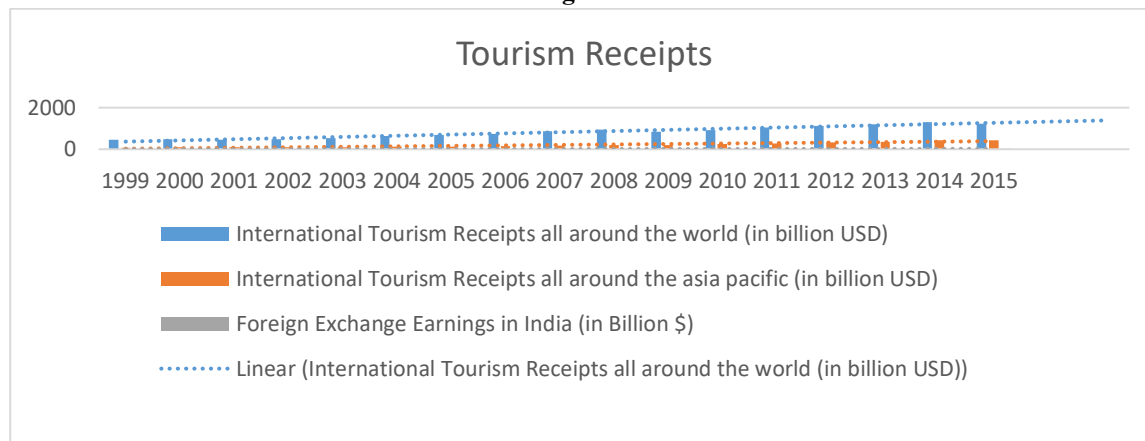 Tourism Receipts
2000
0
1999 2000 2001 2002 2003 2004 2005 2006 2007 2008 2009 2010 2011 2012 2013 2014 2015
International Tourism Receipts all around the world (in billion USD)
International Tourism Receipts all around the asia pacific (in billion USD)
Foreign Exchange Earnings in India (in Billion $)
Linear (International Tourism Receipts all around the world (in billion USD))